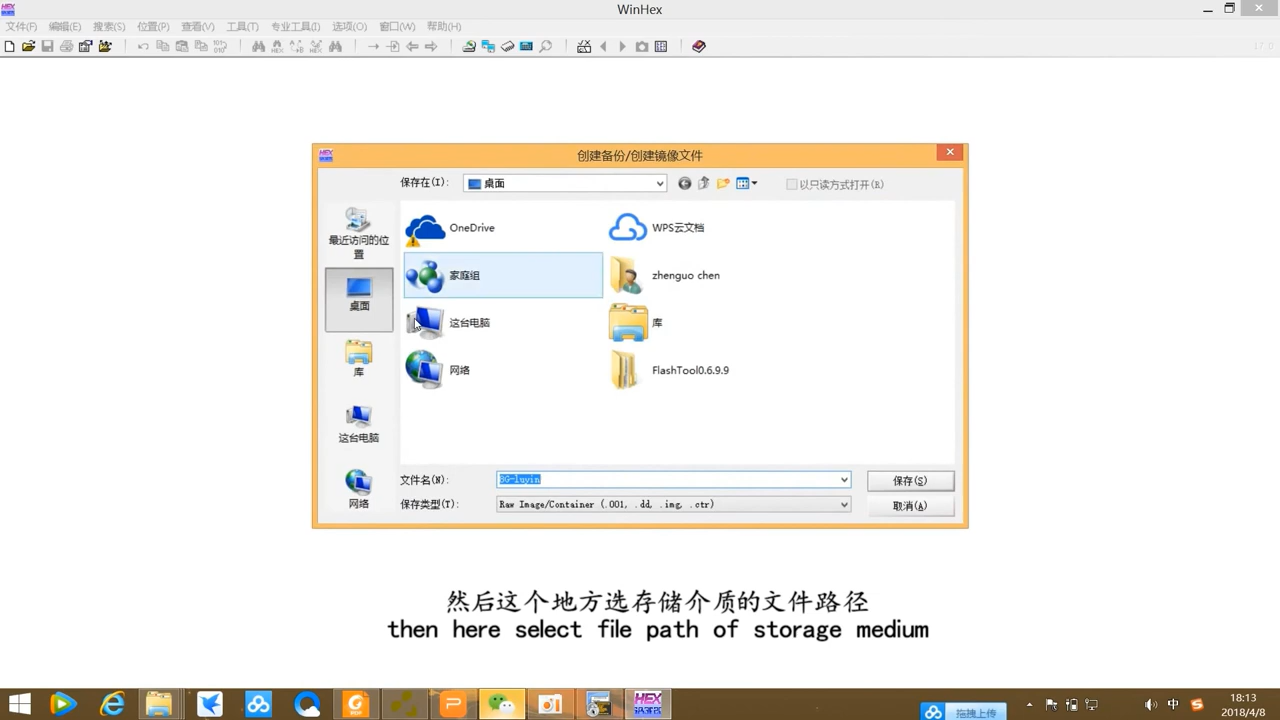 WinHex
文件(F) 编辑(E) 搜索(S) 位置(P) 查看(V) 工具(T) 专业工具(I) 选项(O) 窗口(W) 帮助(H)
创建备份/创建镜像文件
保存在(I): 桌面 以只读方式打开(R)
最近访问的位置
桌面
库
这台电脑
网络
OneDrive WPS云文档
家庭组 zhenguo chen
这台电脑 库
网络 FlashTool0.6.9.9
文件名(N): 8G-luyin 保存(S)
保存类型(T): Raw Image/Container (.001, .dd, .img, .ctr) 取消(A)
然后这个地方选存储介质的文件路径
then here select file path of storage medium
拖拽上传
中
18:13
2018/4/8